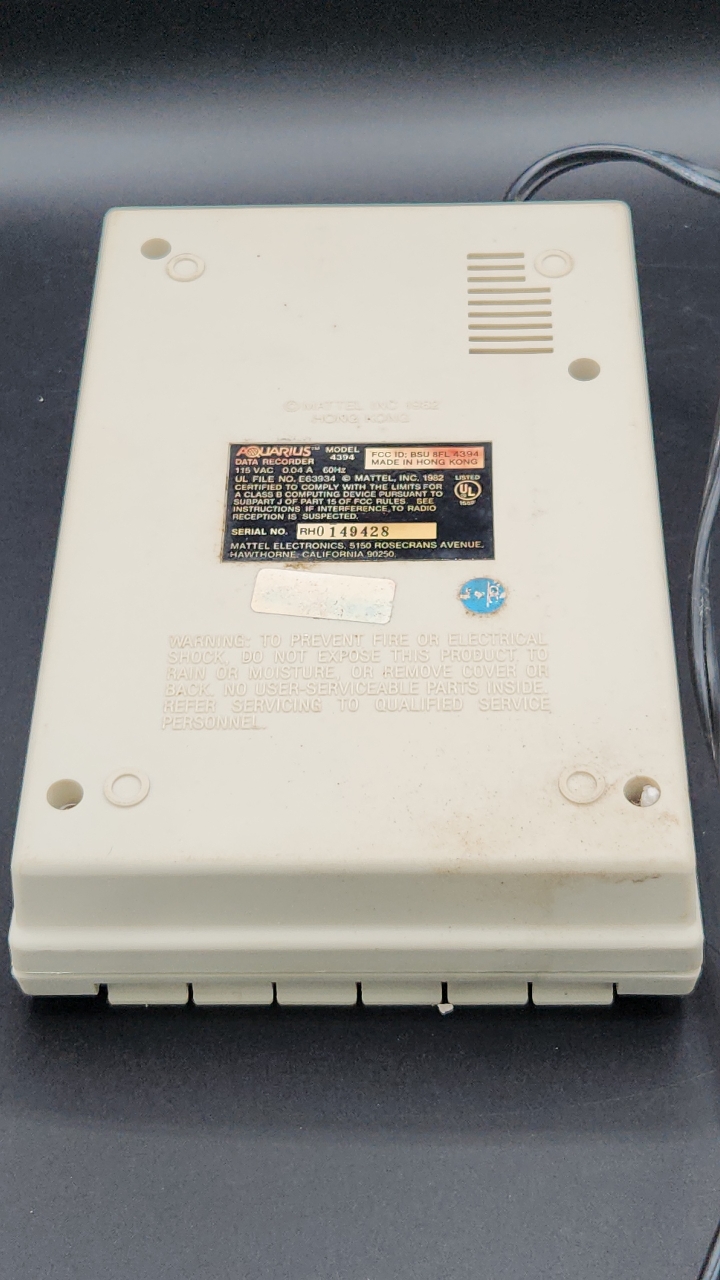 © MATTEL INC 1982
HONG KONG
AQUARIUS™ MODEL
DATA RECORDER 4394
115 VAC 0.04 A 60Hz
FCC ID: BSU 8FL 4394
MADE IN HONG KONG
UL FILE NO. E63934 © MATTEL, INC. 1982
CERTIFIED TO COMPLY WITH THE LIMITS FOR
A CLASS B COMPUTING DEVICE PURSUANT TO
SUBPART J OF PART 15 OF FCC RULES. SEE
INSTRUCTIONS IF INTERFERENCE TO RADIO
RECEPTION IS SUSPECTED.
LISTED
UL
SERIAL NO. RH0149428
MATTEL ELECTRONICS, 5150 ROSECRANS AVENUE,
HAWTHORNE, CALIFORNIA 90250
WARNING: TO PREVENT FIRE OR ELECTRICAL
SHOCK, DO NOT EXPOSE THIS PRODUCT TO
RAIN OR MOISTURE, OR REMOVE COVER OR
BACK. NO USER-SERVICEABLE PARTS INSIDE.
REFER SERVICING TO QUALIFIED SERVICE
PERSONNEL.